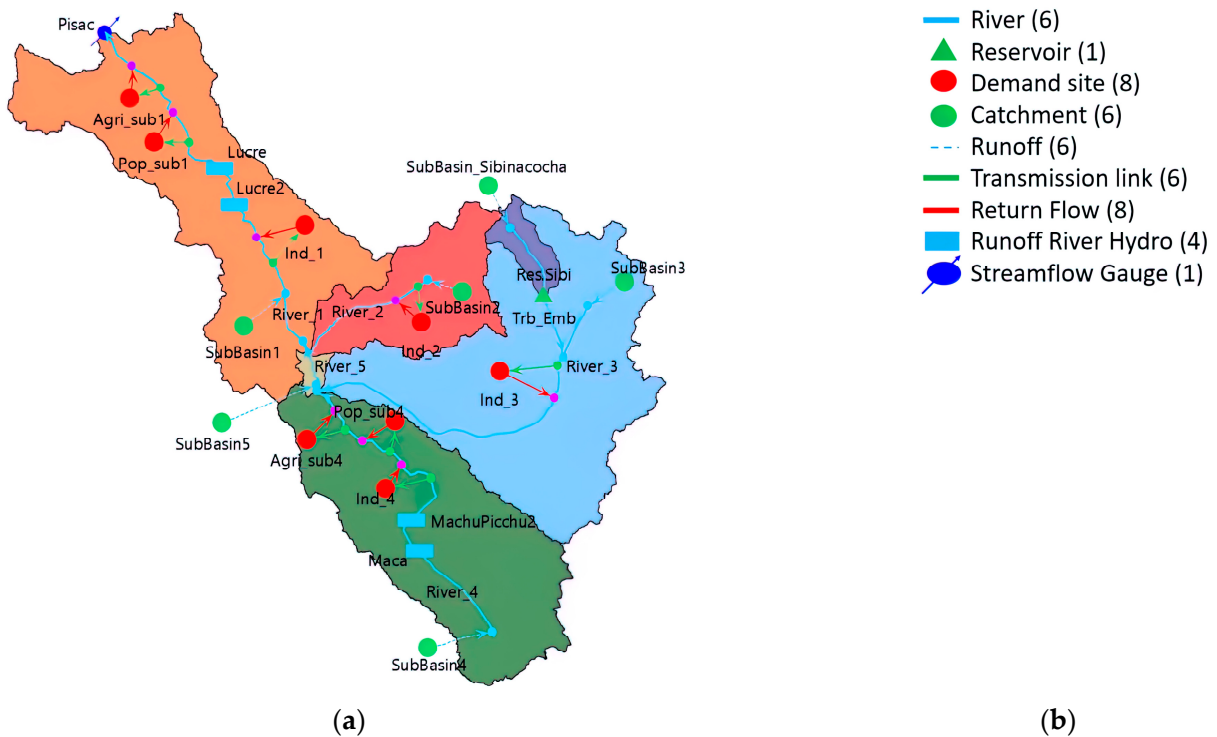 Pisac
Agri_sub1
Pop_sub1
Lucre
Lucre2
Ind_1
SubBasin_Sibinacocha
Res.Sibi
SubBasin3
Trb_Emb
River_1
River_2
SubBasin2
SubBasin1
Ind_2
River_5
River_3
Ind_3
Pop_sub4
SubBasin5
Agri_sub4
Ind_4
MachuPicchu2
Maca
River_4
SubBasin4
(a)
River (6)
Reservoir (1)
Demand site (8)
Catchment (6)
Runoff (6)
Transmission link (6)
Return Flow (8)
Runoff River Hydro (4)
Streamflow Gauge (1)
(b)